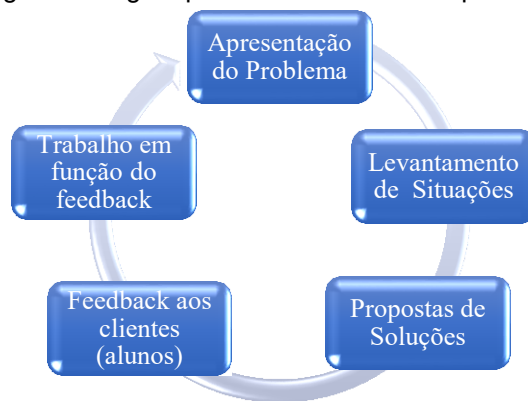 Apresentação
do Problema
Levantamento
de Situações
Propostas de
Soluções
Feedback aos
clientes
(alunos)
Trabalho em
função do
feedback